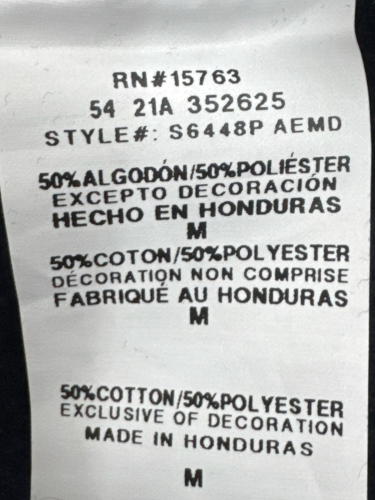 RN#15763
54 21A 352625
STYLE#: S6448P AEMD
50%ALGODÓN/50%POLIÉSTER
EXCEPTO DECORACIÓN
HECHO EN HONDURAS
M
50%COTON/50%POLYESTER
DÉCORATION NON COMPRISE
FABRIQUÉ AU HONDURAS
M
50%COTTON/50%POLYESTER
EXCLUSIVE OF DECORATION
MADE IN HONDURAS
M